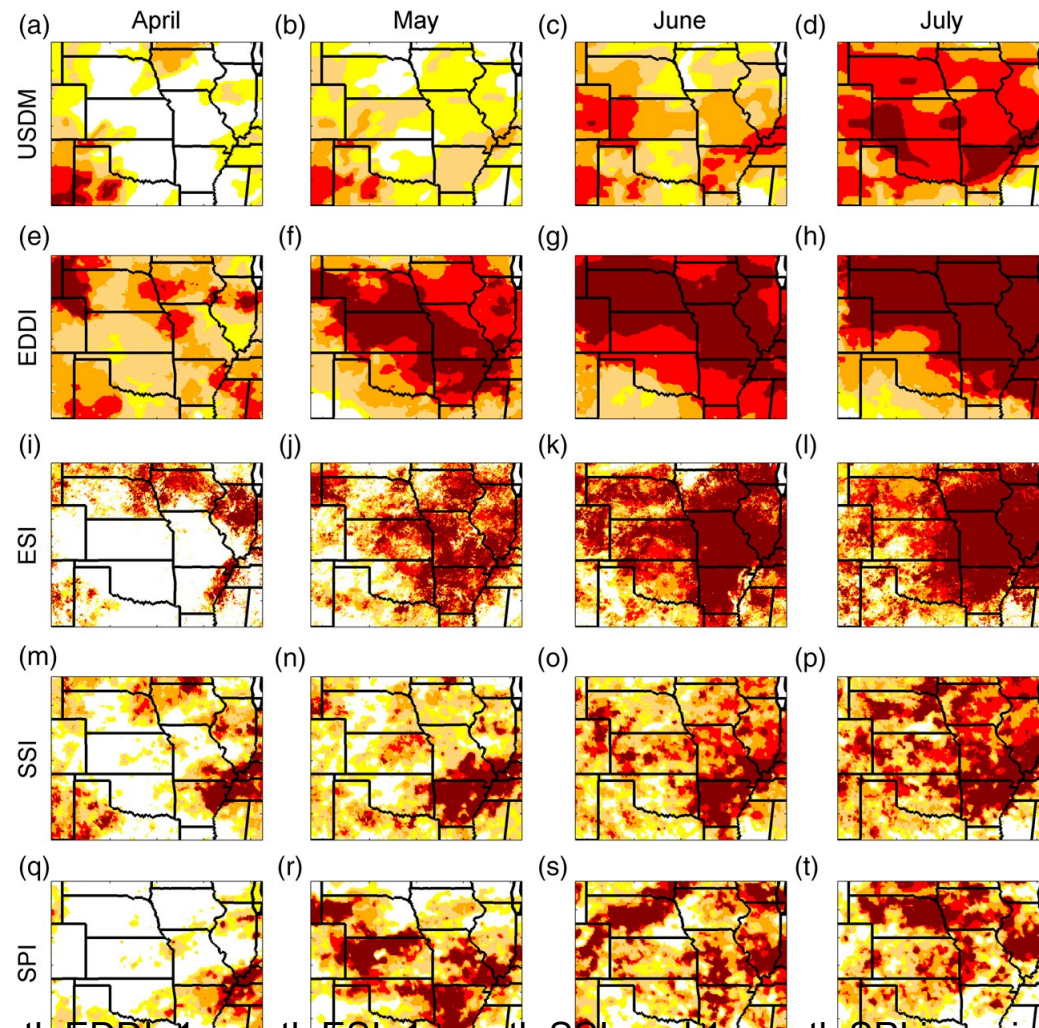 (a) April (b) May (c) June (d) July
USDM
(e) (f) (g) (h)
EDDI
(i) (j) (k) (l)
ESI
(m) (n) (o) (p)
SSI
(q) (r) (s) (t)
SPI